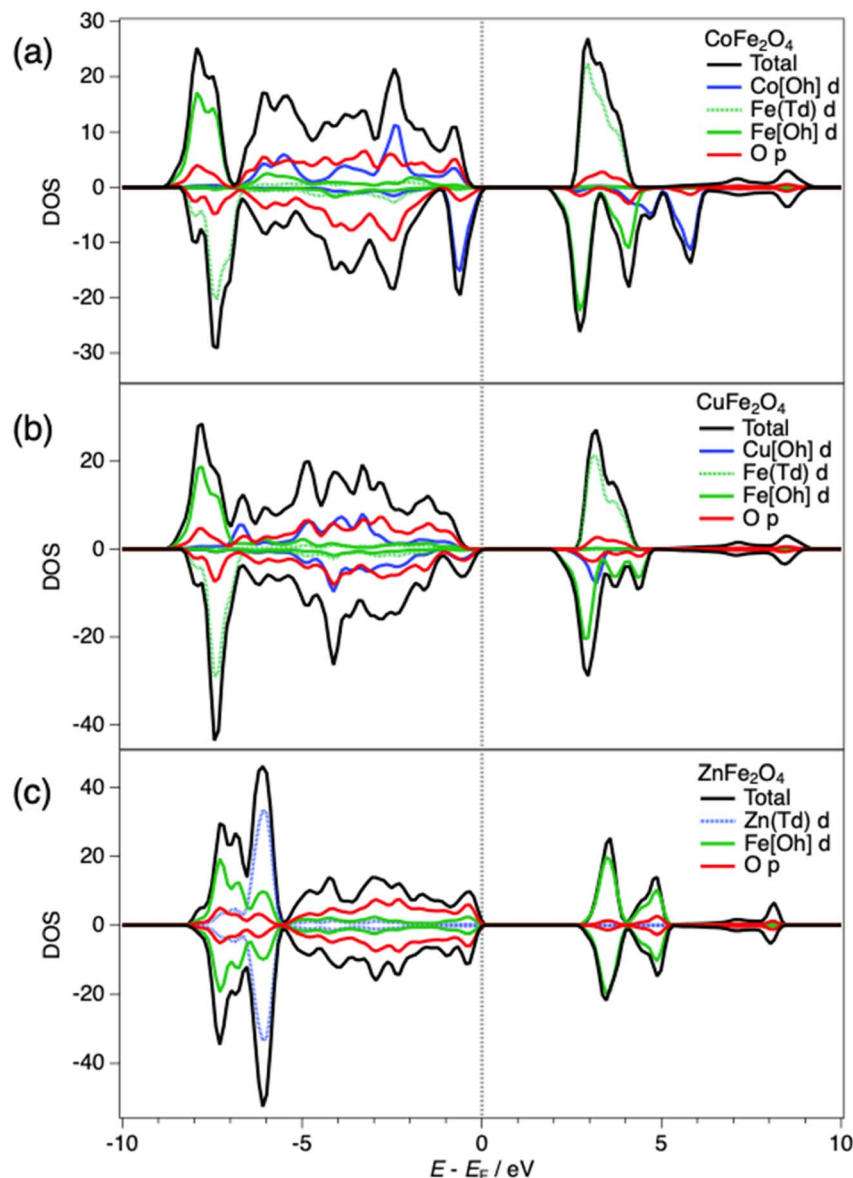 (a)
CoFe2O4
Total
Co[Oh] d
Fe(Td) d
Fe[Oh] d
O p
30
20
10
0
-10
-20
-30
DOS
(b)
CuFe2O4
Total
Cu[Oh] d
Fe(Td) d
Fe[Oh] d
O p
20
0
-20
-40
DOS
(c)
ZnFe2O4
Total
Zn(Td) d
Fe[Oh] d
O p
40
20
0
-20
-40
DOS
-10 -5 0 5 10
E - EF / eV